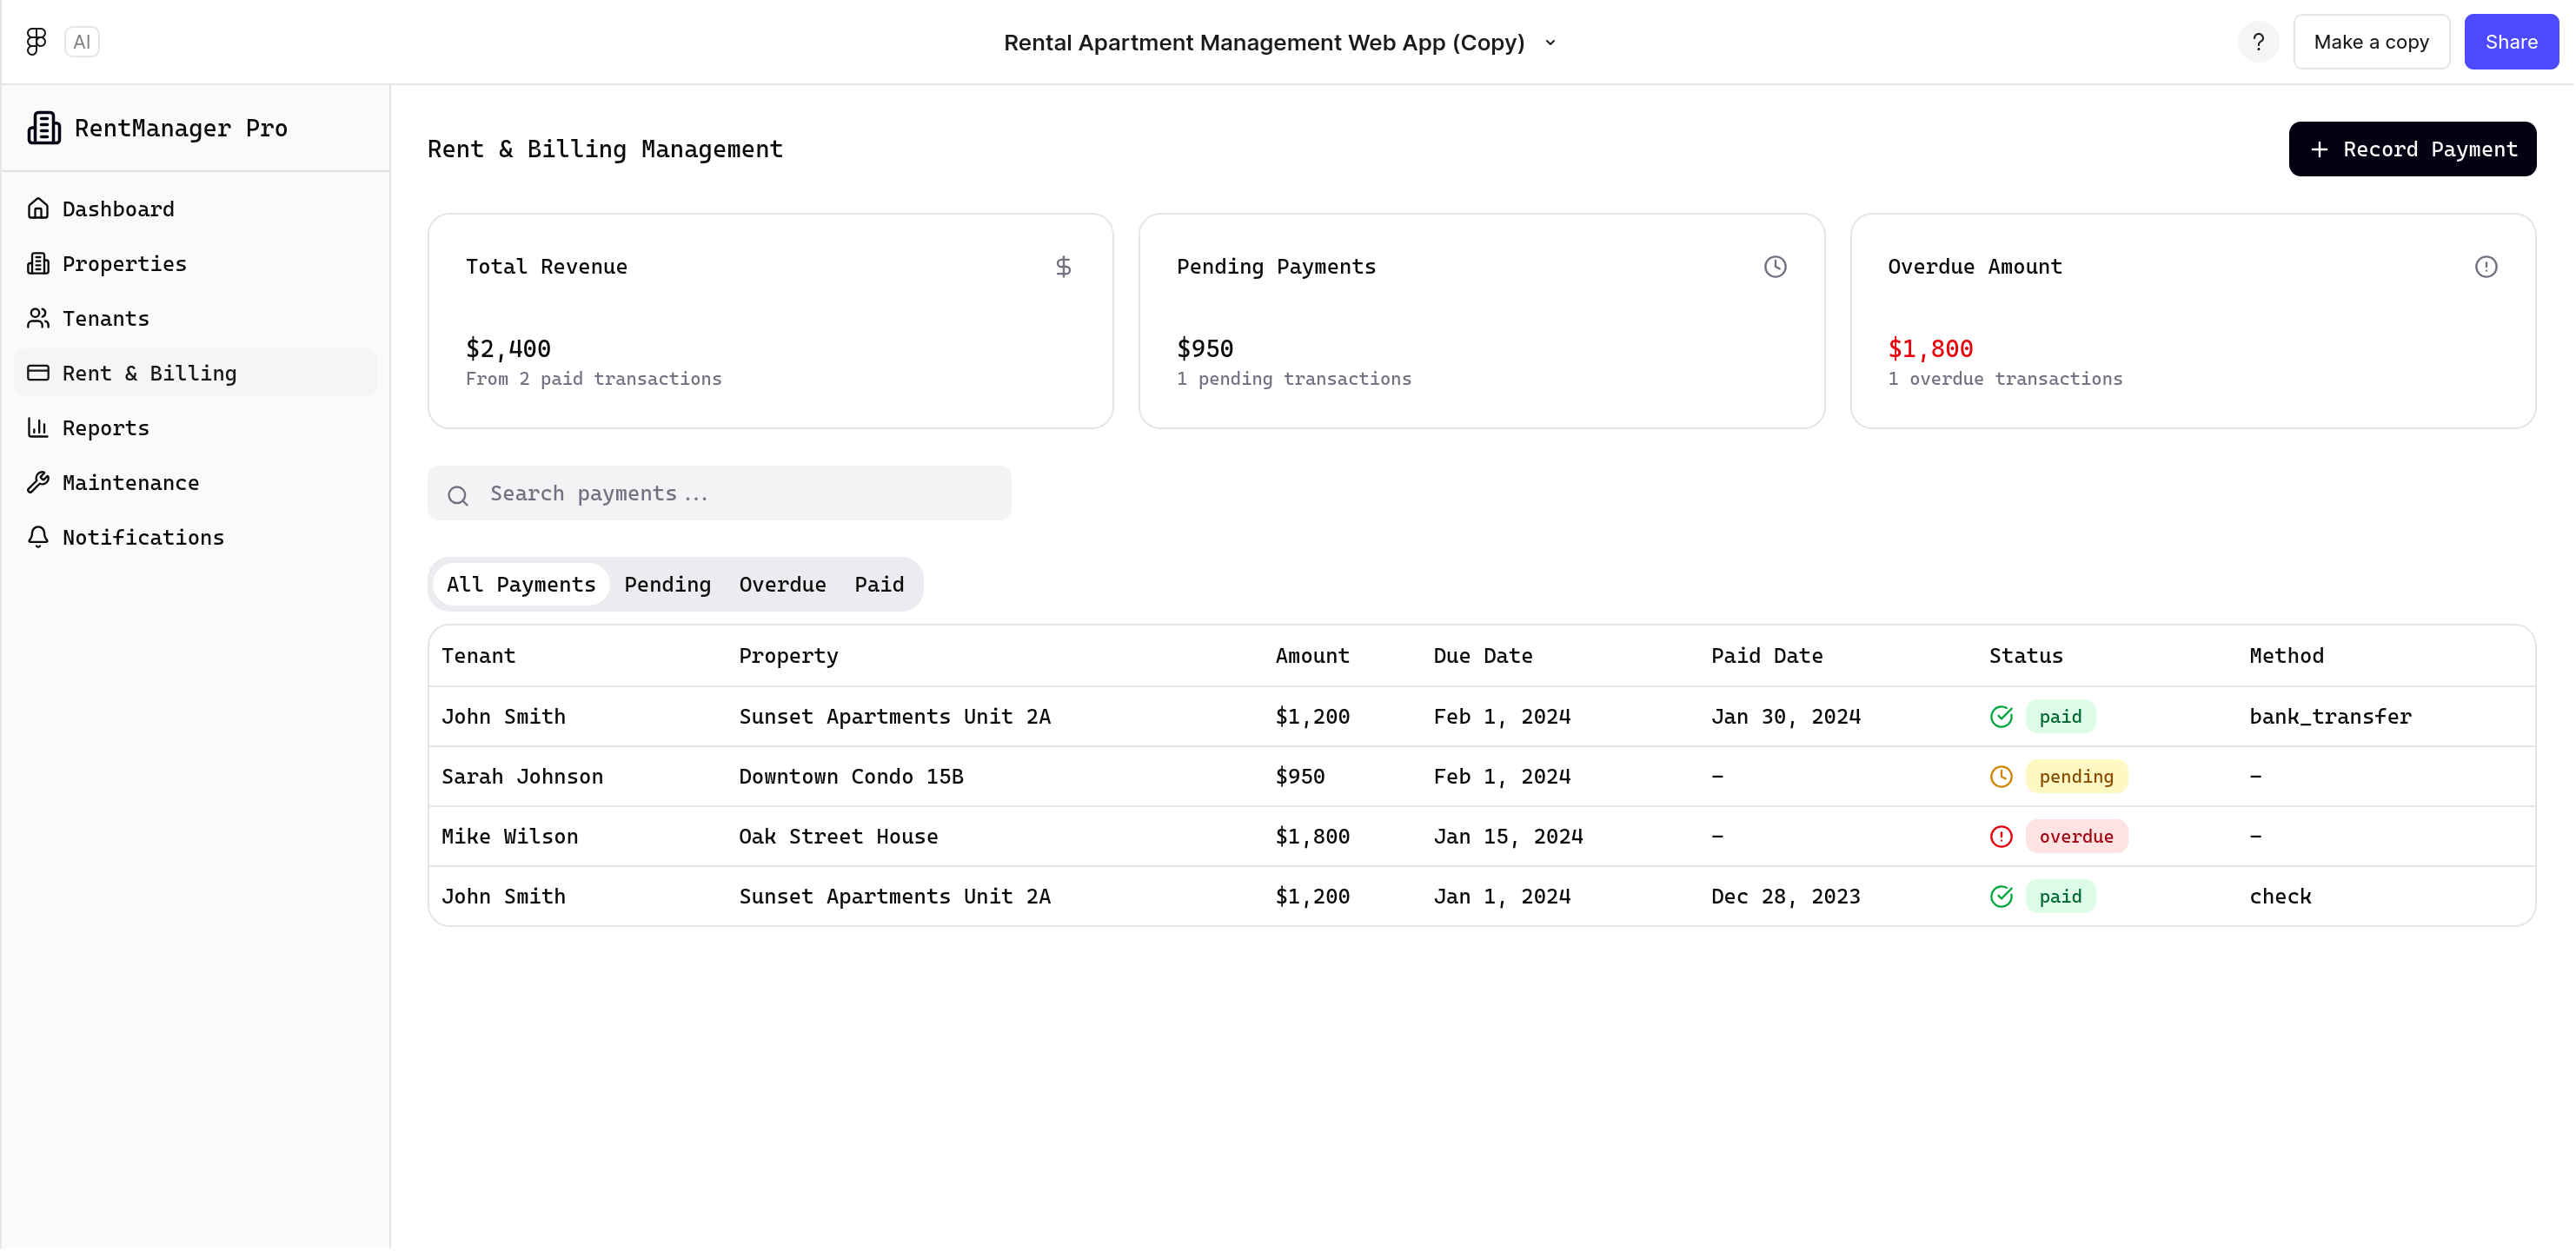 AI
Rental Apartment Management Web App (Copy)
?
Make a copy
Share
RentManager Pro
Dashboard
Properties
Tenants
Rent & Billing
Reports
Maintenance
Notifications
Rent & Billing Management
+ Record Payment
Total Revenue $
$2,400
From 2 paid transactions
Pending Payments
$950
1 pending transactions
Overdue Amount
$1,800
1 overdue transactions
Search payments...
All Payments Pending Overdue Paid
Tenant Property Amount Due Date Paid Date Status Method
John Smith Sunset Apartments Unit 2A $1,200 Feb 1, 2024 Jan 30, 2024 paid bank_transfer
Sarah Johnson Downtown Condo 15B $950 Feb 1, 2024 - pending -
Mike Wilson Oak Street House $1,800 Jan 15, 2024 - overdue -
John Smith Sunset Apartments Unit 2A $1,200 Jan 1, 2024 Dec 28, 2023 paid check